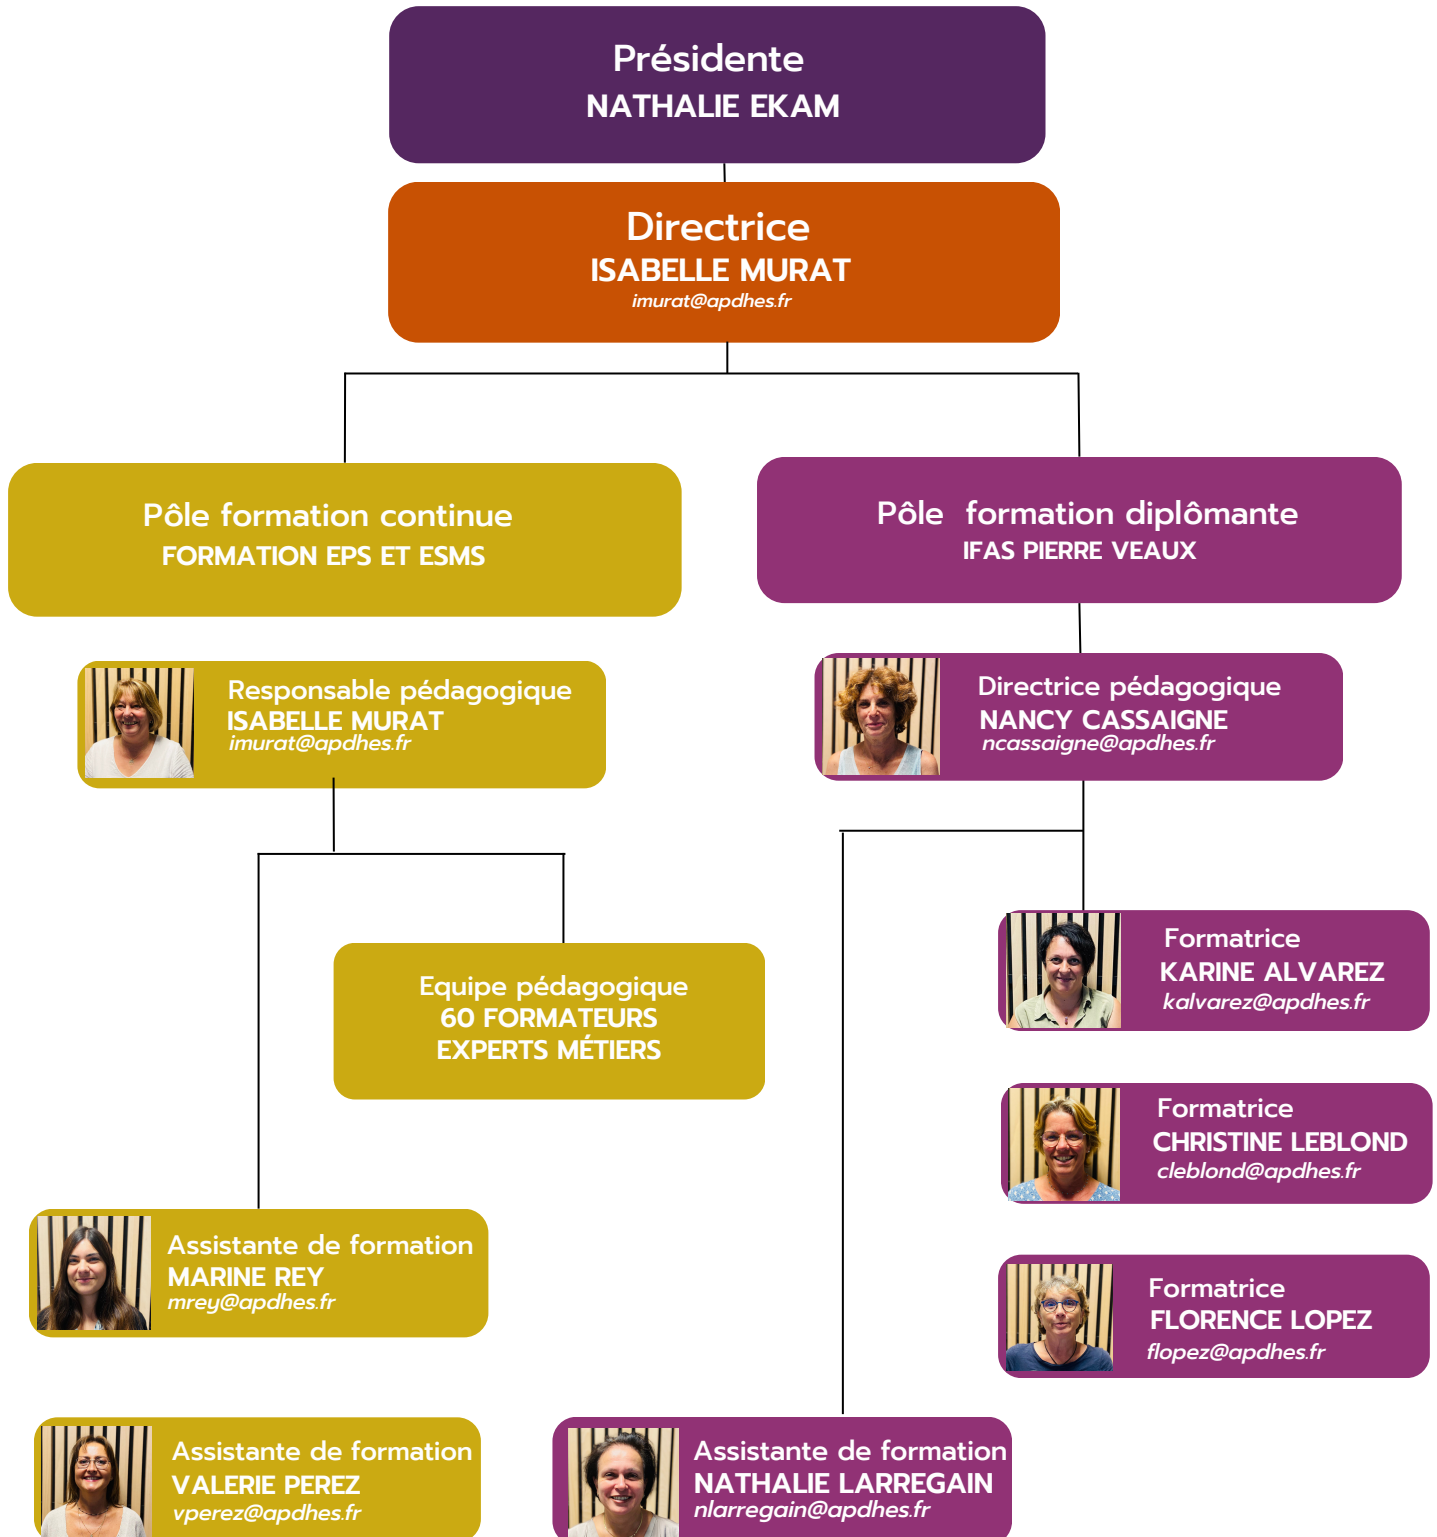 Présidente
NATHALIE EKAM
Directrice
ISABELLE MURAT
imurat@apdhes.fr
Pôle formation continue
FORMATION EPS ET ESMS
Pôle formation diplômante
IFAS PIERRE VEAUX
Responsable pédagogique
ISABELLE MURAT
imurat@apdhes.fr
Directrice pédagogique
NANCY CASSAIGNE
ncassaigne@apdhes.fr
Equipe pédagogique
60 FORMATEURS
EXPERTS MÉTIERS
Formatrice
KARINE ALVAREZ
kalvarez@apdhes.fr
Formatrice
CHRISTINE LEBLOND
cleblond@apdhes.fr
Formatrice
FLORENCE LOPEZ
flopez@apdhes.fr
Assistante de formation
MARINE REY
mrey@apdhes.fr
Assistante de formation
VALERIE PEREZ
vperez@apdhes.fr
Assistante de formation
NATHALIE LARREGAIN
nlarregain@apdhes.fr